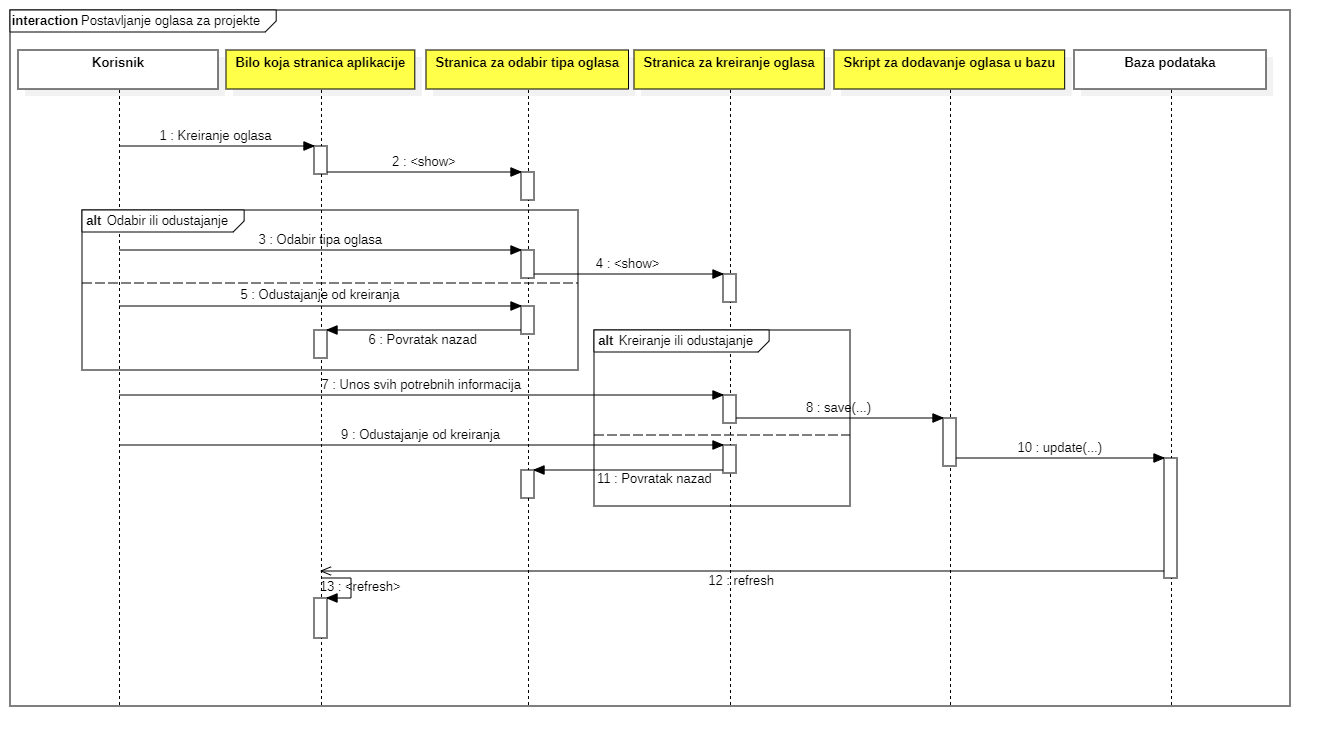 interaction Postavljanje oglasa za projekte
Korisnik
Bilo koja stranica aplikacije
Stranica za odabir tipa oglasa
Stranica za kreiranje oglasa
Skript za dodavanje oglasa u bazu
Baza podataka
1 : Kreiranje oglasa
2 : <show>
alt Odabir ili odustajanje
3 : Odabir tipa oglasa
4 : <show>
5 : Odustajanje od kreiranja
6 : Povratak nazad
alt Kreiranje ili odustajanje
7 : Unos svih potrebnih informacija
8 : save(...)
9 : Odustajanje od kreiranja
10 : update(...)
11 : Povratak nazad
12 : refresh
13 : <refresh>